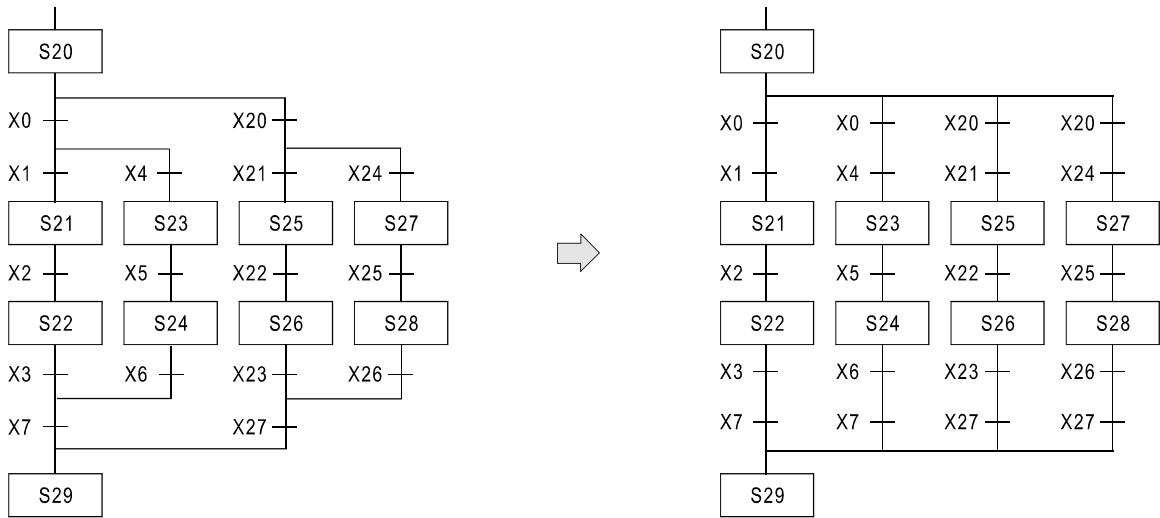 S20 S20
X0 X20 X0 X0 X20 X20
X1 X4 X21 X24 X1 X4 X21 X24
S21 S23 S25 S27 S21 S23 S25 S27
X2 X5 X22 X25 X2 X5 X22 X25
S22 S24 S26 S28 S22 S24 S26 S28
X3 X6 X23 X26 X3 X6 X23 X26
X7 X27 X7 X7 X27 X27
S29 S29